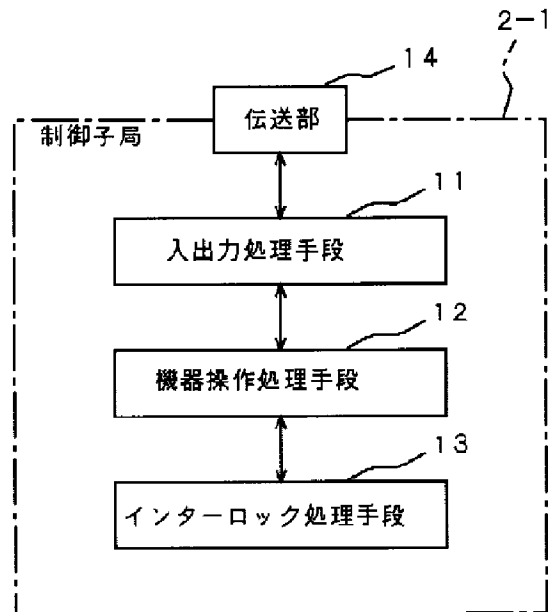 2-1
14
伝送部
制御子局
11
入出力処理手段
12
機器操作処理手段
13
インターロック処理手段